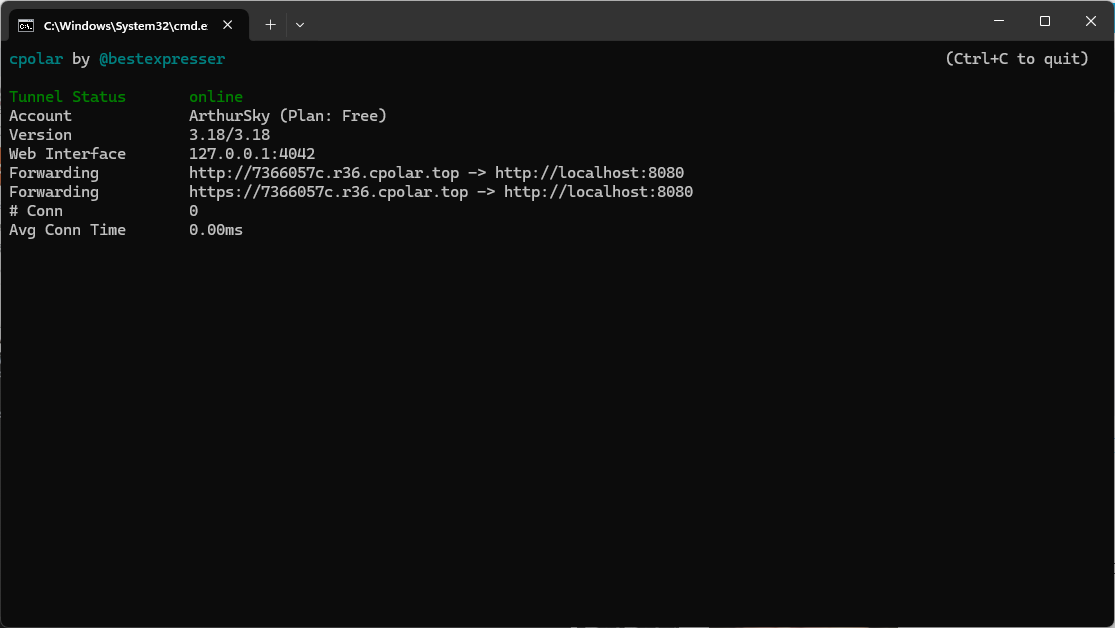 C:\Windows\System32\cmd.e
cpolar by @bestexpresser (Ctrl+C to quit)
Tunnel Status online
Account ArthurSky (Plan: Free)
Version 3.18/3.18
Web Interface 127.0.0.1:4042
Forwarding http://7366057c.r36.cpolar.top -> http://localhost:8080
Forwarding https://7366057c.r36.cpolar.top -> http://localhost:8080
# Conn 0
Avg Conn Time 0.00ms